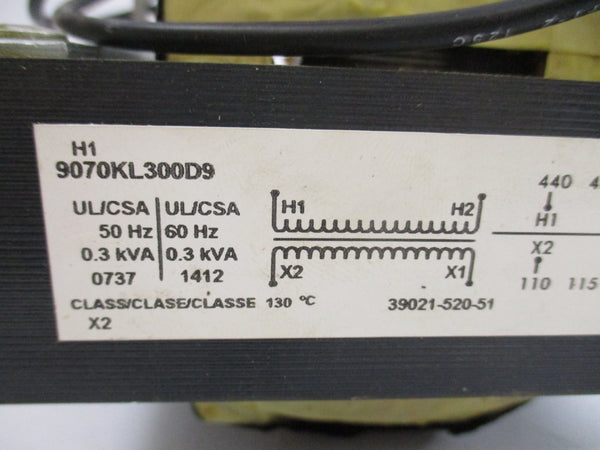 H1
9070KL300D9
UL/CSA UL/CSA
50 Hz 60 Hz
0.3 kVA 0.3 kVA
0737 1412
CLASS/CLASE/CLASSE 130 °C
X2
H1 H2
X2 X1
39021-520-51
440
H1
X2
110 115